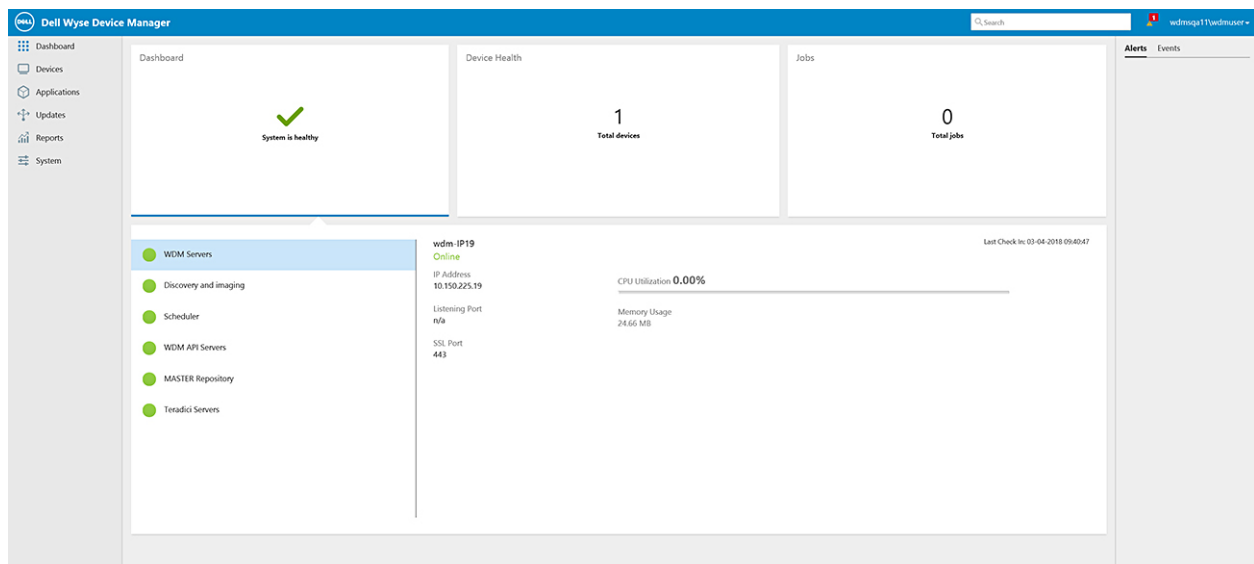 DELL Dell Wyse Device Manager
Search
1
wdmsqa11\wdmuser
Dashboard
Devices
Applications
Updates
Reports
System
Dashboard
System is healthy
Device Health
1
Total devices
Jobs
0
Total jobs
Alerts Events
WDM Servers
Discovery and imaging
Scheduler
WDM API Servers
MASTER Repository
Teradici Servers
wdm-IP19
Online
IP Address
10.150.225.19
Listening Port
n/a
SSL Port
443
CPU Utilization 0.00%
Memory Usage
24.66 MB
Last Check In: 03-04-2018 09:40:47